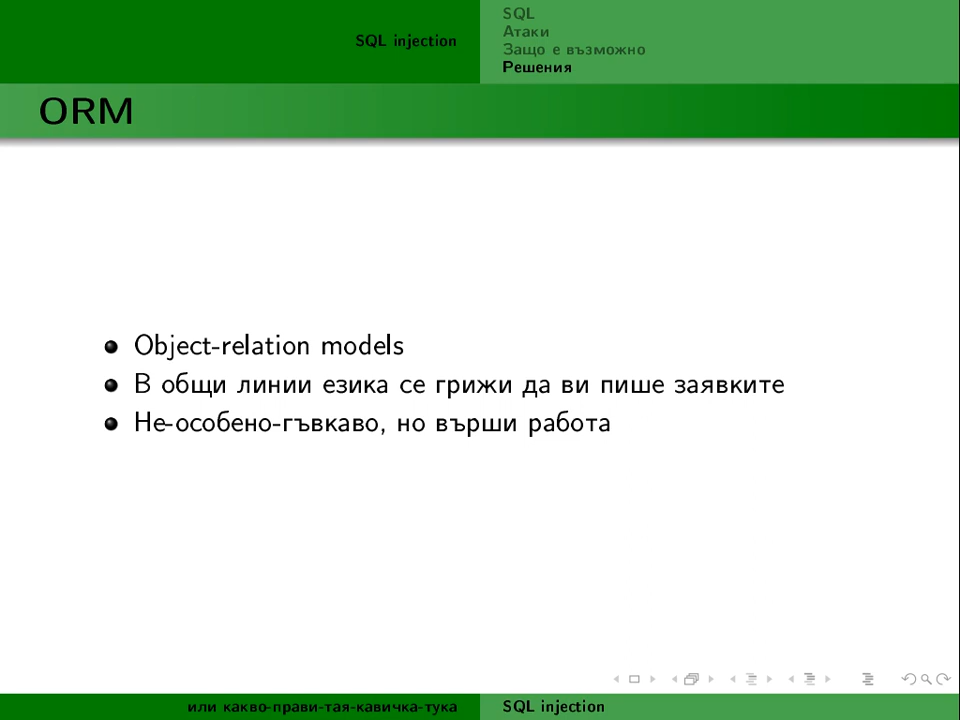 SQL injection
SQL
Атаки
Защо е възможно
Решения
ORM
Object-relation models
В общи линии езика се грижи да ви пише заявките
Не-особено-гъвкаво, но върши работа
или какво-прави-тая-кавичка-тука
SQL injection